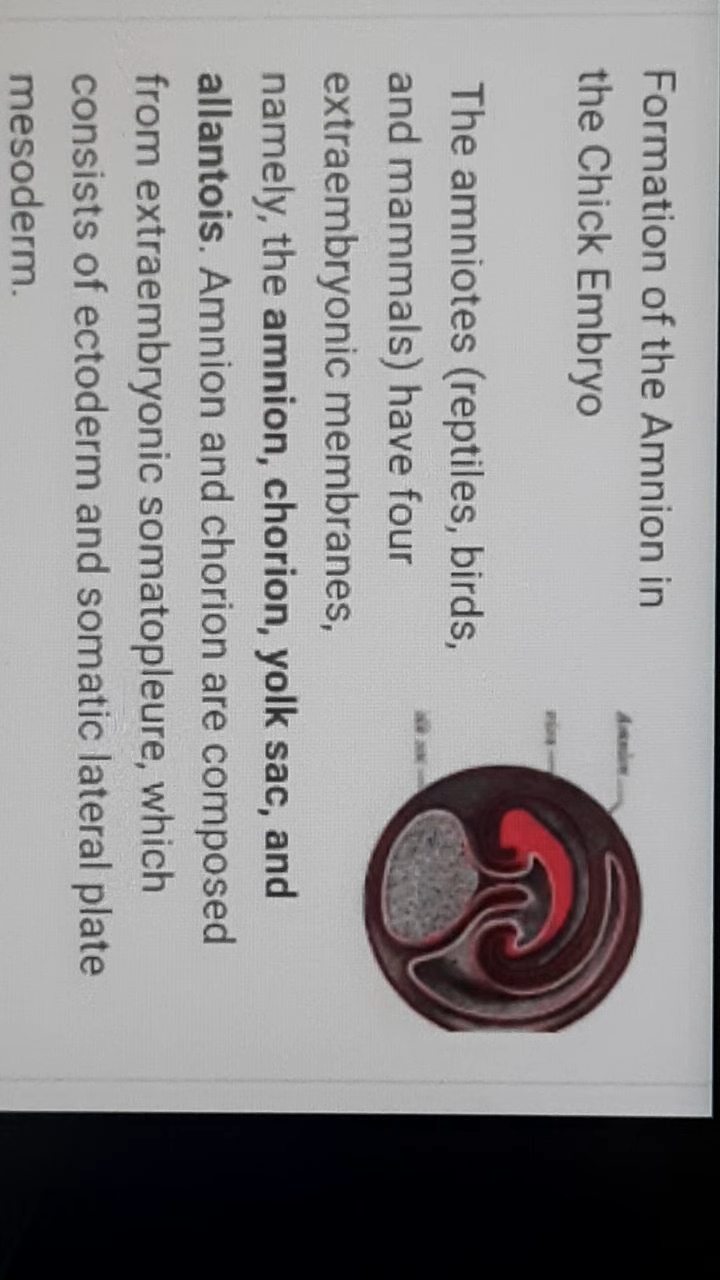 Formation of the Amnion in
the Chick Embryo
The amniotes (reptiles, birds,
and mammals) have four
extraembryonic membranes,
namely, the amnion, chorion, yolk sac, and
allantois. Amnion and chorion are composed
from extraembryonic somatopleure, which
consists of ectoderm and somatic lateral plate
mesoderm.
Amnion